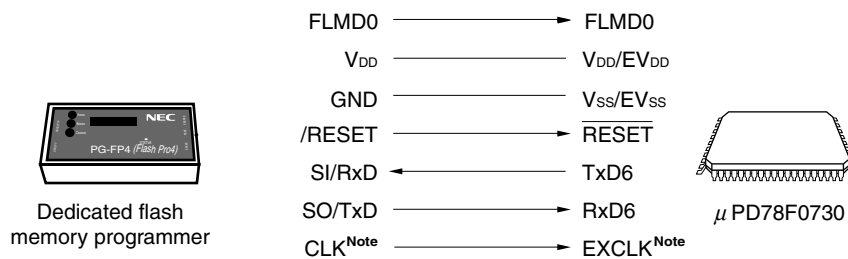 FLMD0 FLMD0
VDD VDD/EVDD
GND VSS/EVSS
/RESET RESET
SI/RxD TxD6
SO/TxD RxD6
CLKNote EXCLKNote
NEC
PG-FP4 (Flash Pro4)
Dedicated flash
memory programmer
μ PD78F0730